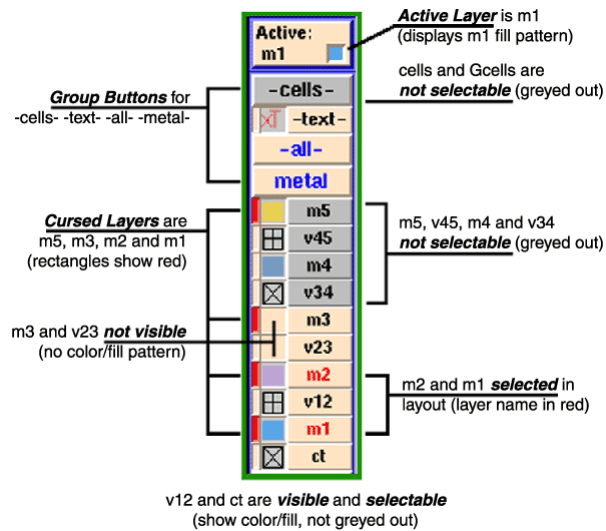 Active Layer is m1
(displays m1 fill pattern)
Active:
m1
cells and Gcells are
not selectable (greyed out)
Group Buttons for
-cells- -text- -all- -metal-
-cells-
-text-
-all-
metal
Cursed Layers are
m5, m3, m2 and m1
(rectangles show red)
m5
v45
m4
v34
m5, v45, m4 and v34
not selectable (greyed out)
m3 and v23 not visible
(no color/fill pattern)
m3
v23
m2
v12
m1
ct
m2 and m1 selected in
layout (layer name in red)
v12 and ct are visible and selectable
(show color/fill, not greyed out)